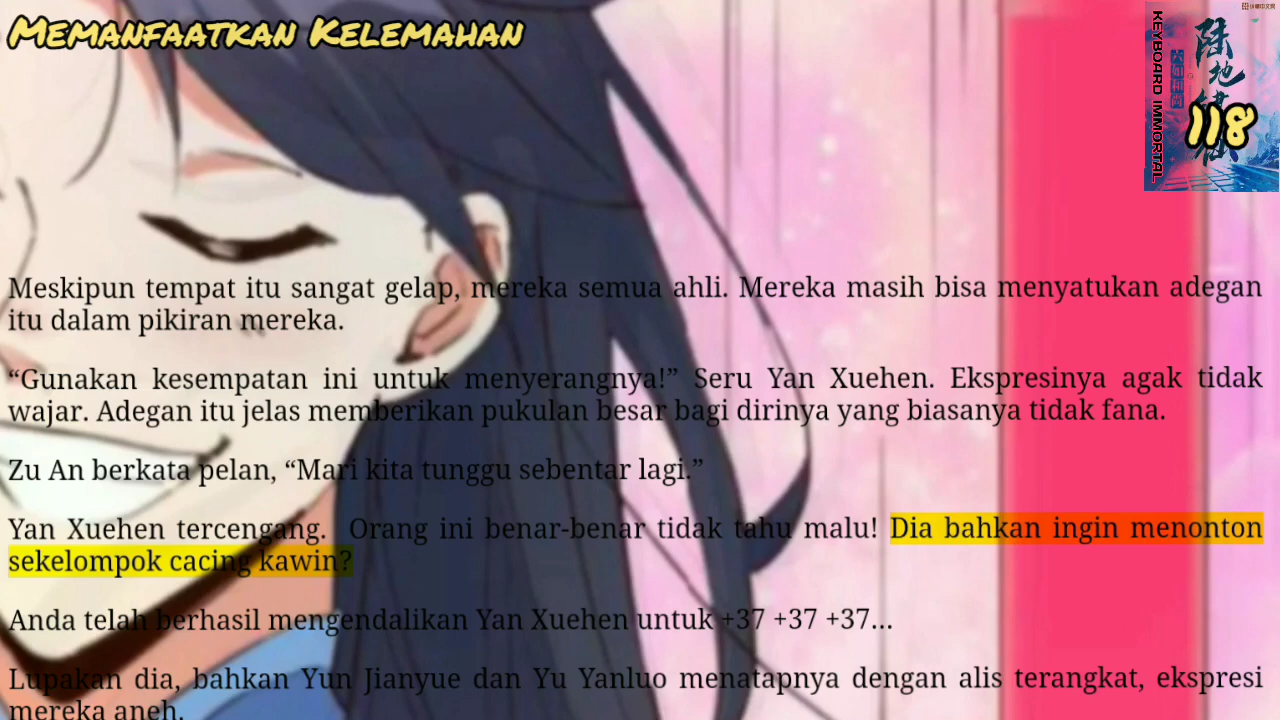 Memanfaatkan Kelemahan
KEYBOARD IMMORTAL
118
Meskipun tempat itu sangat gelap, mereka semua ahli. Mereka masih bisa menyatukan adegan
itu dalam pikiran mereka.
“Gunakan kesempatan ini untuk menyerangnya!” Seru Yan Xuehen. Ekspresinya agak tidak
wajar. Adegan itu jelas memberikan pukulan besar bagi dirinya yang biasanya tidak fana.
Zu An berkata pelan, “Mari kita tunggu sebentar lagi.”
Yan Xuehen tercengang.  Orang ini benar-benar tidak tahu malu! Dia bahkan ingin menonton
sekelompok cacing kawin?
Anda telah berhasil mengendalikan Yan Xuehen untuk +37 +37 +37…
Lupakan dia, bahkan Yun Jianyue dan Yu Yanluo menatapnya dengan alis terangkat, ekspresi
mereka aneh.